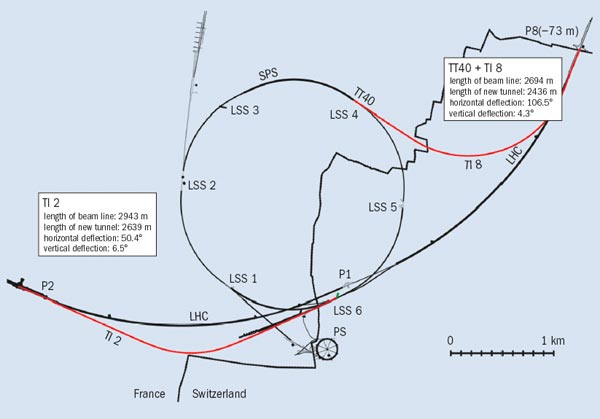 P8(–73 m)
TT40 + TI 8
length of beam line: 2694 m
length of new tunnel: 2436 m
horizontal deflection: 106.5°
vertical deflection: 4.3°
SPS
TT40
LSS 3
LSS 4
TI 8
LHC
LSS 2
TI 2
length of beam line: 2943 m
length of new tunnel: 2639 m
horizontal deflection: 50.4°
vertical deflection: 6.5°
LSS 5
LSS 1
P1
P2
LHC
LSS 6
TI 2
PS
0
1 km
France
Switzerland